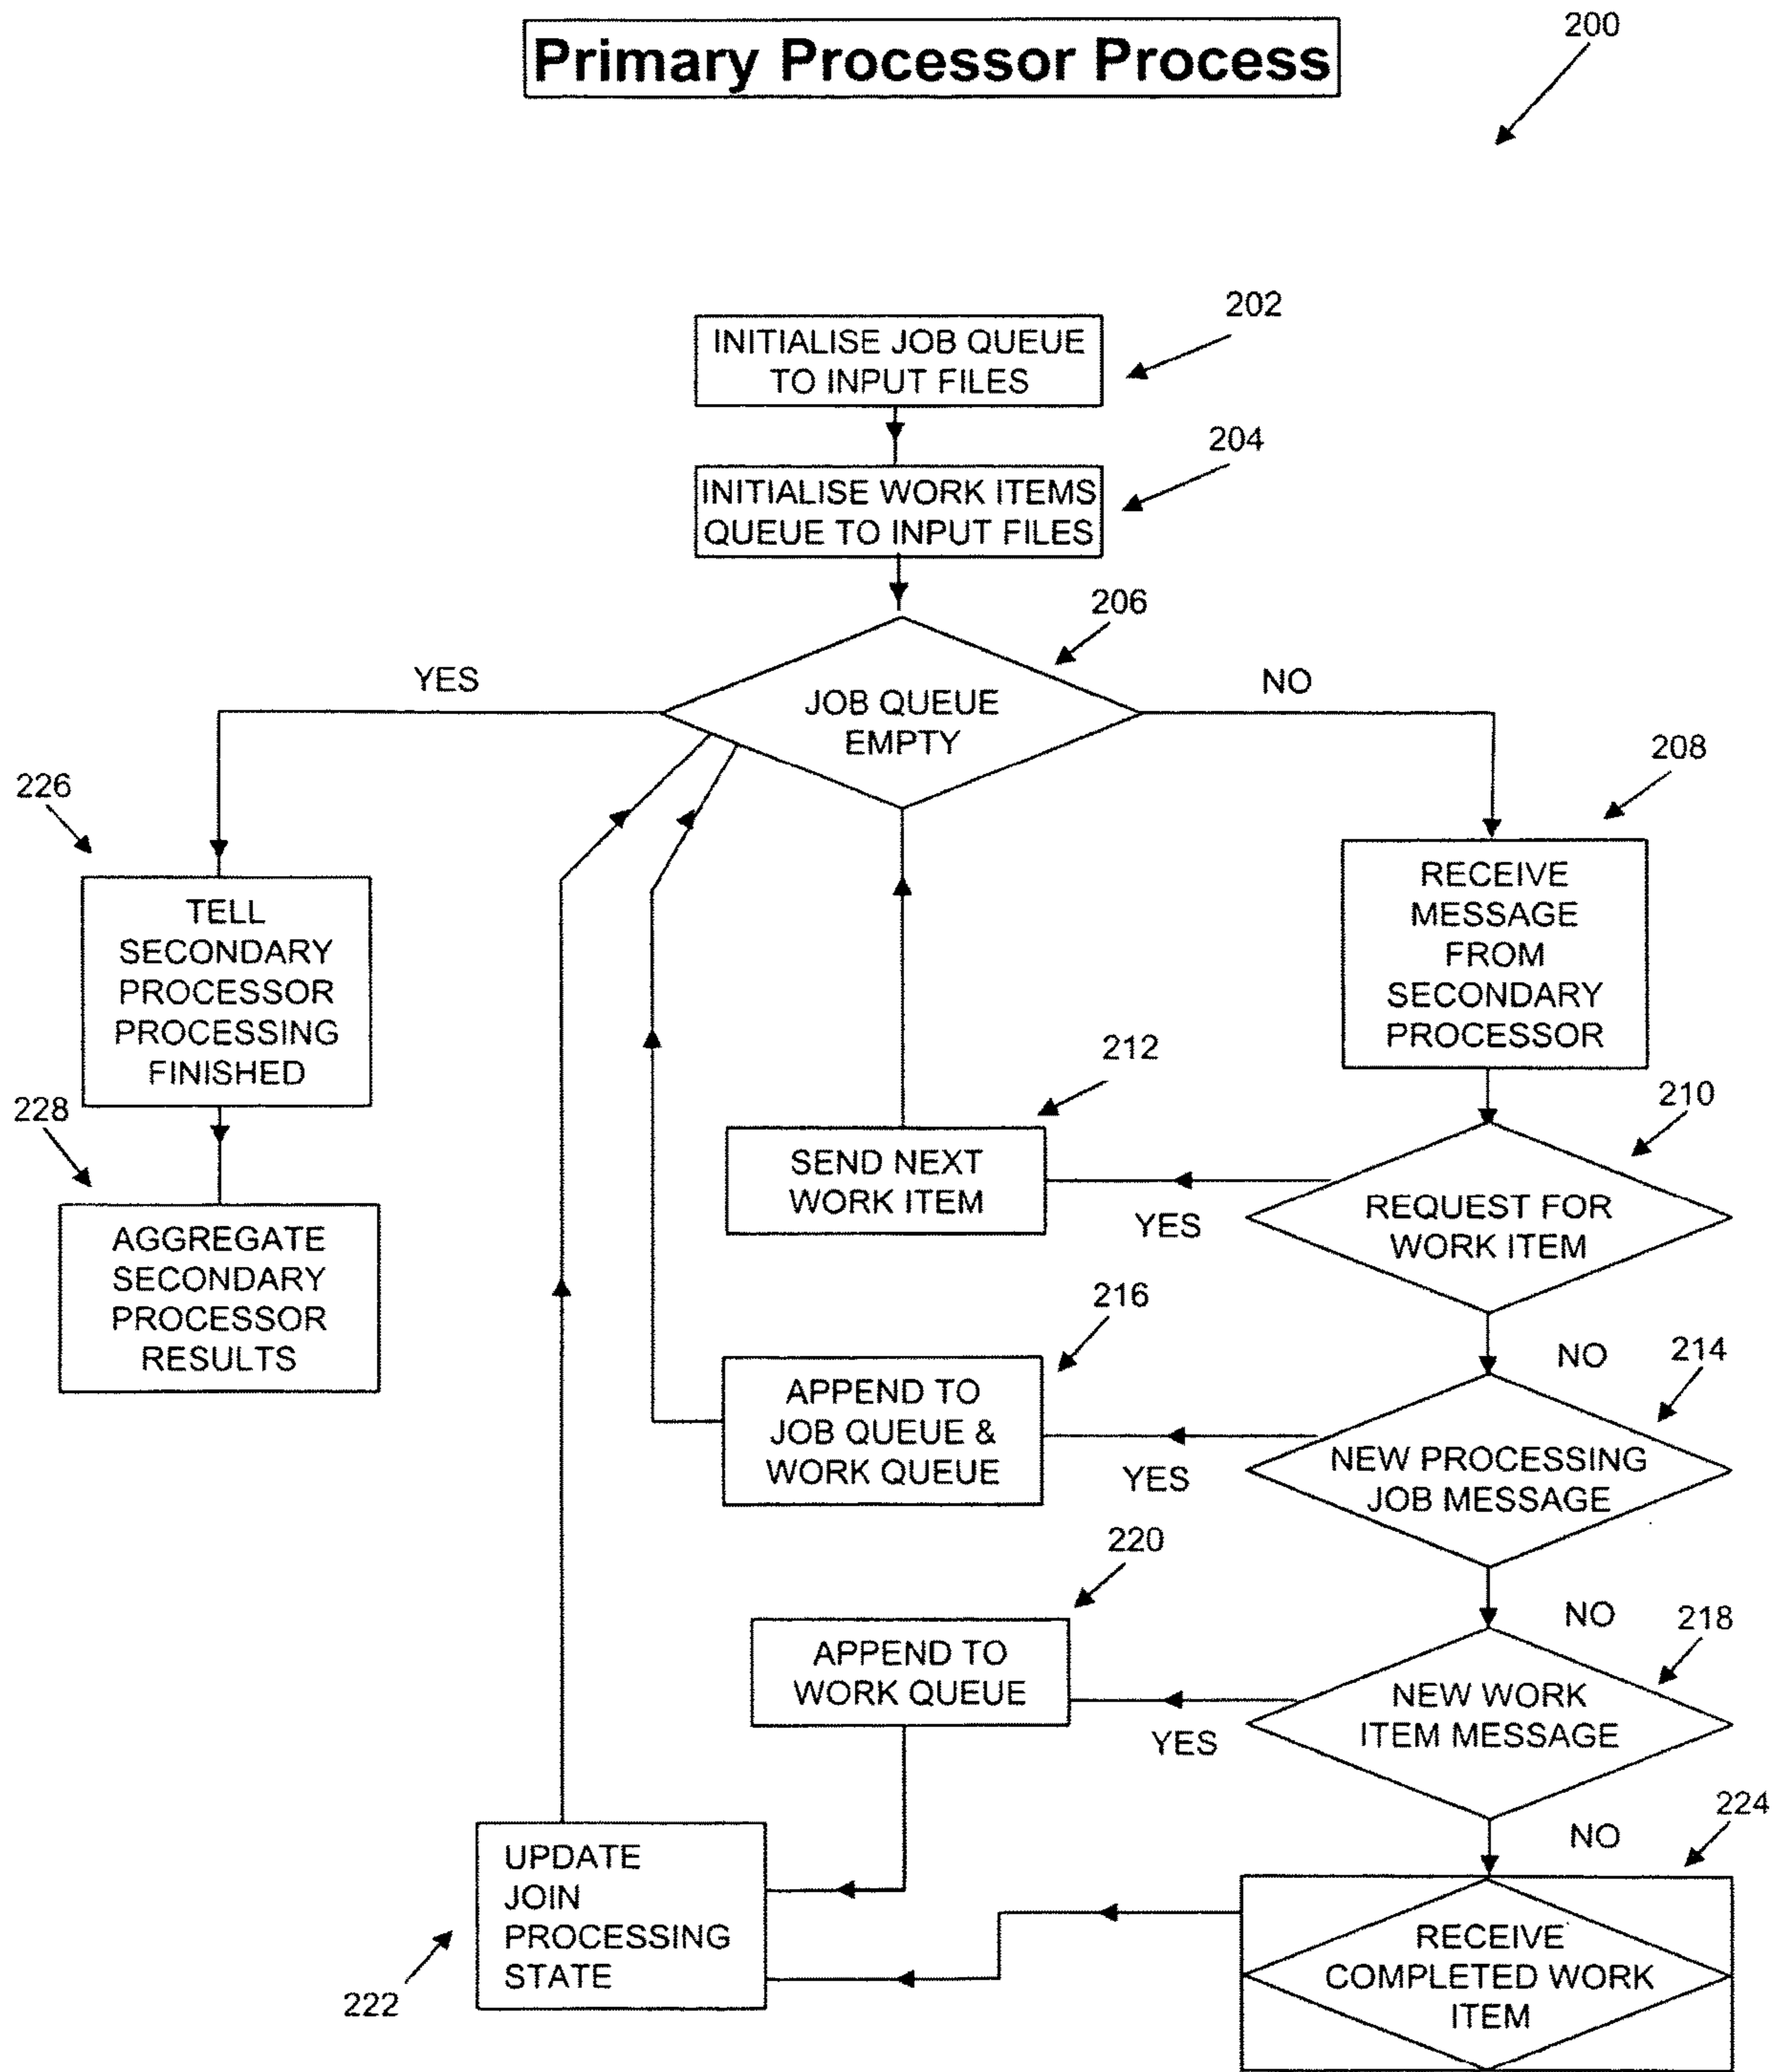 Primary Processor Process
200
202
INITIALISE JOB QUEUE
TO INPUT FILES
204
INITIALISE WORK ITEMS
QUEUE TO INPUT FILES
206
YES
NO
JOB QUEUE
EMPTY
208
226
RECEIVE
MESSAGE
FROM
SECONDARY
PROCESSOR
TELL
SECONDARY
PROCESSOR
PROCESSING
FINISHED
212
210
228
SEND NEXT
WORK ITEM
YES
REQUEST FOR
WORK ITEM
AGGREGATE
SECONDARY
PROCESSOR
RESULTS
216
NO
214
APPEND TO
JOB QUEUE &
WORK QUEUE
YES
NEW PROCESSING
JOB MESSAGE
220
NO
218
APPEND TO
WORK QUEUE
YES
NEW WORK
ITEM MESSAGE
224
NO
UPDATE
JOIN
PROCESSING
STATE
222
RECEIVE
COMPLETED WORK
ITEM